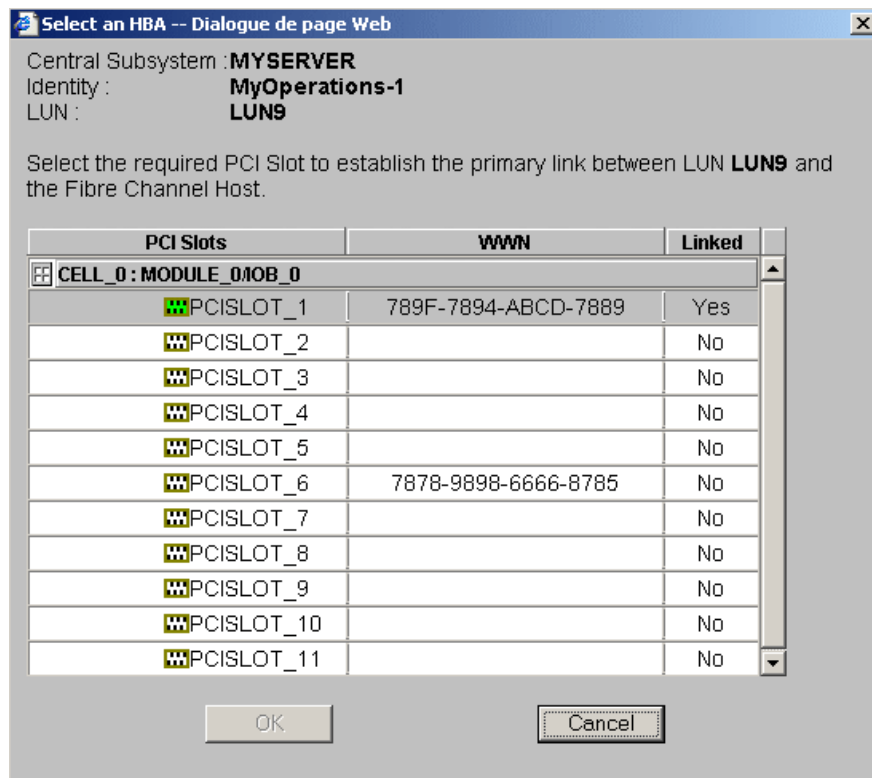 Select an HBA -- Dialogue de page Web
Central Subsystem : MYSERVER
Identity : MyOperations-1
LUN : LUN9
Select the required PCI Slot to establish the primary link between LUN LUN9 and
the Fibre Channel Host.
PCI Slots WWN Linked
CELL_0 : MODULE_0/IOB_0
PCISLOT_1 789F-7894-ABCD-7889 Yes
PCISLOT_2 No
PCISLOT_3 No
PCISLOT_4 No
PCISLOT_5 No
PCISLOT_6 7878-9898-6666-8785 No
PCISLOT_7 No
PCISLOT_8 No
PCISLOT_9 No
PCISLOT_10 No
PCISLOT_11 No
OK Cancel